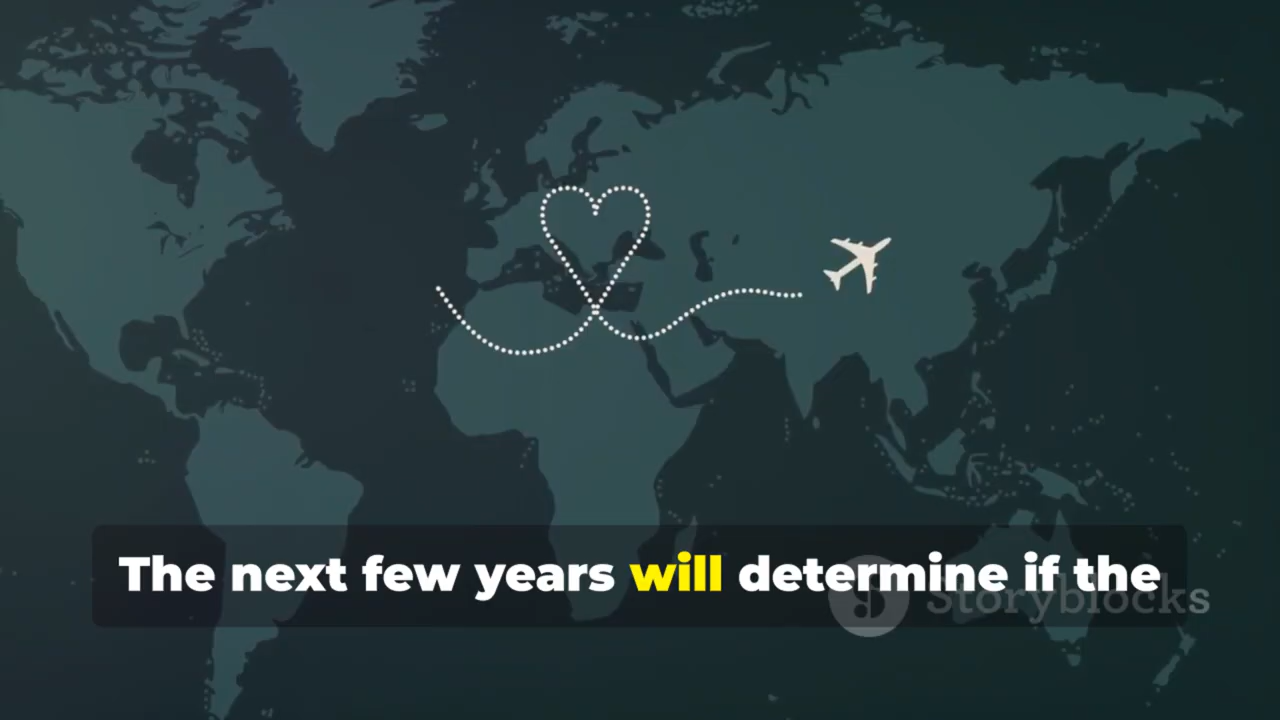 The next few years will determine if the
Storyblocks